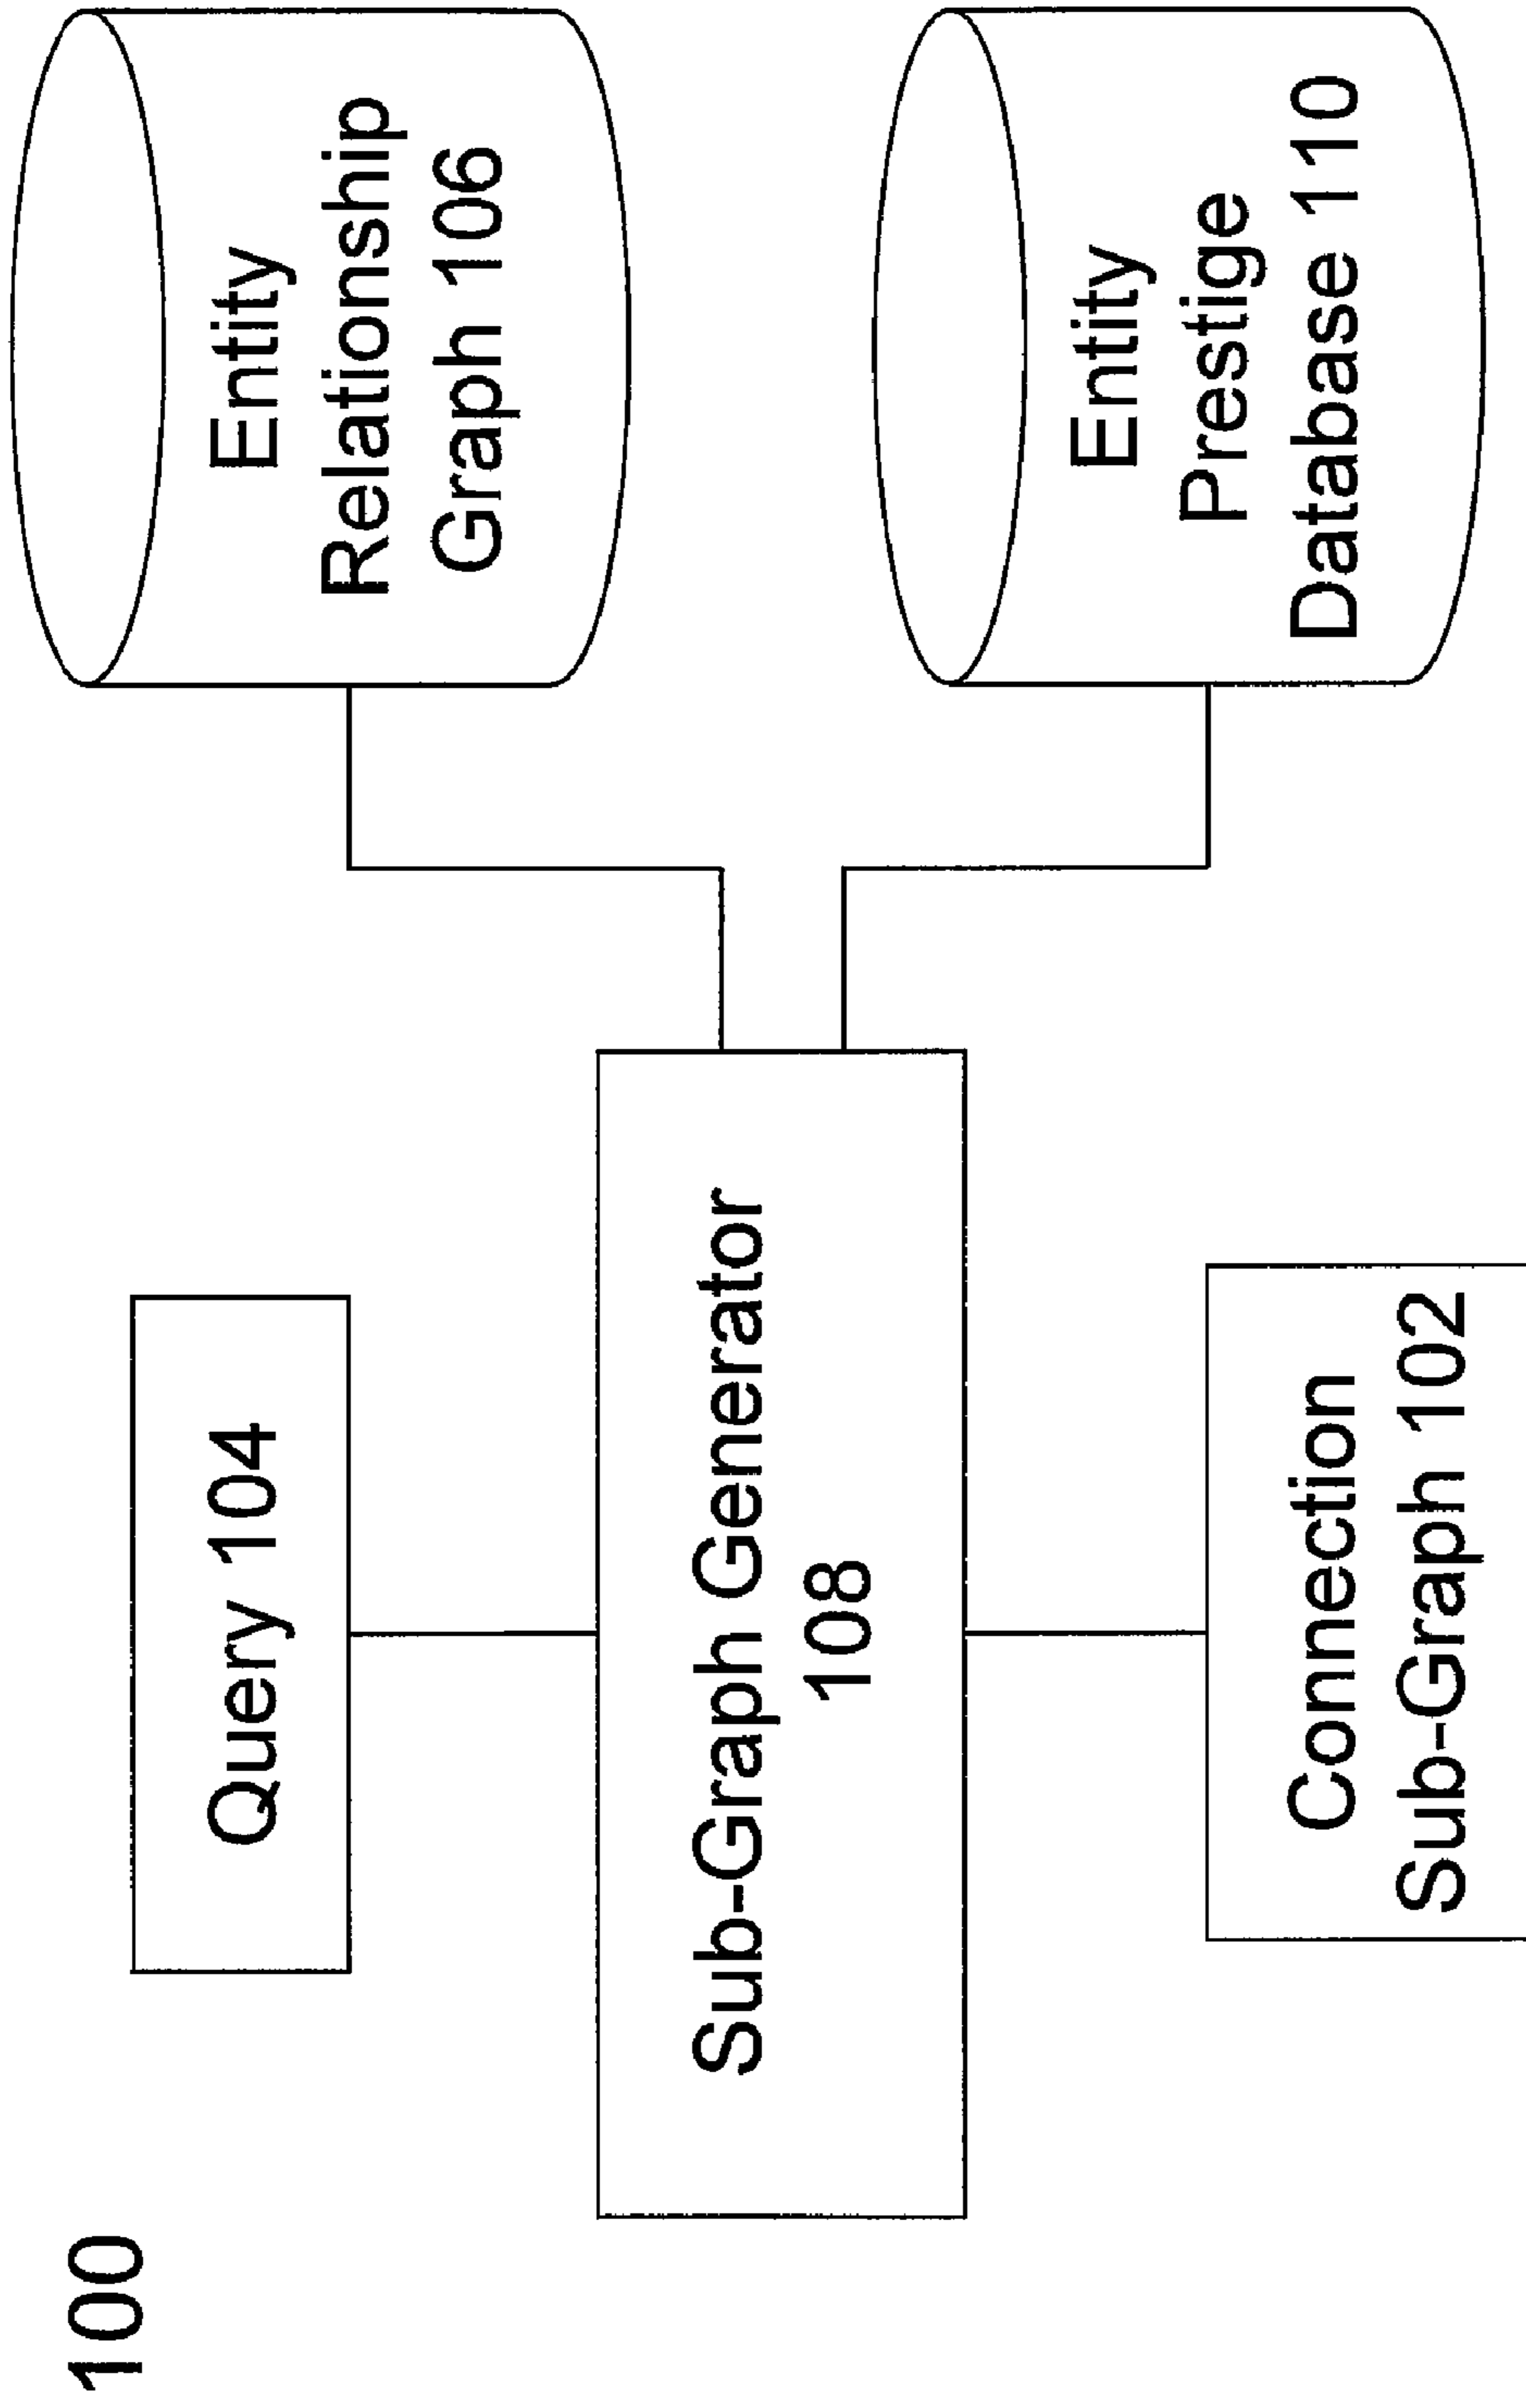 100
Query 104
Entity
Relationship
Graph 106
Sub-Graph Generator
108
Connection
Sub-Graph 102
Entity
Prestige
Database 110